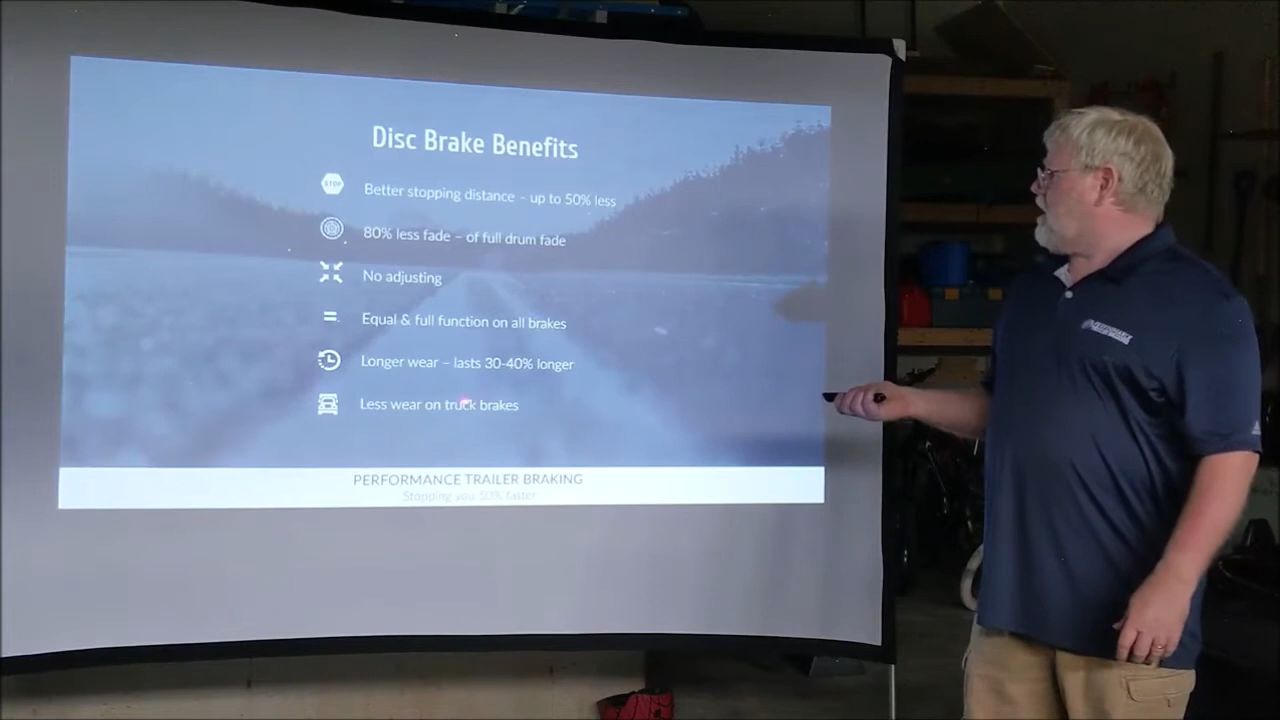 Disc Brake Benefits
STOP
Better stopping distance – up to 50% less
80% less fade – of full drum fade
No adjusting
Equal & full function on all brakes
Longer wear – lasts 30-40% longer
Less wear on truck brakes
PERFORMANCE TRAILER BRAKING
Stopping you 50% faster